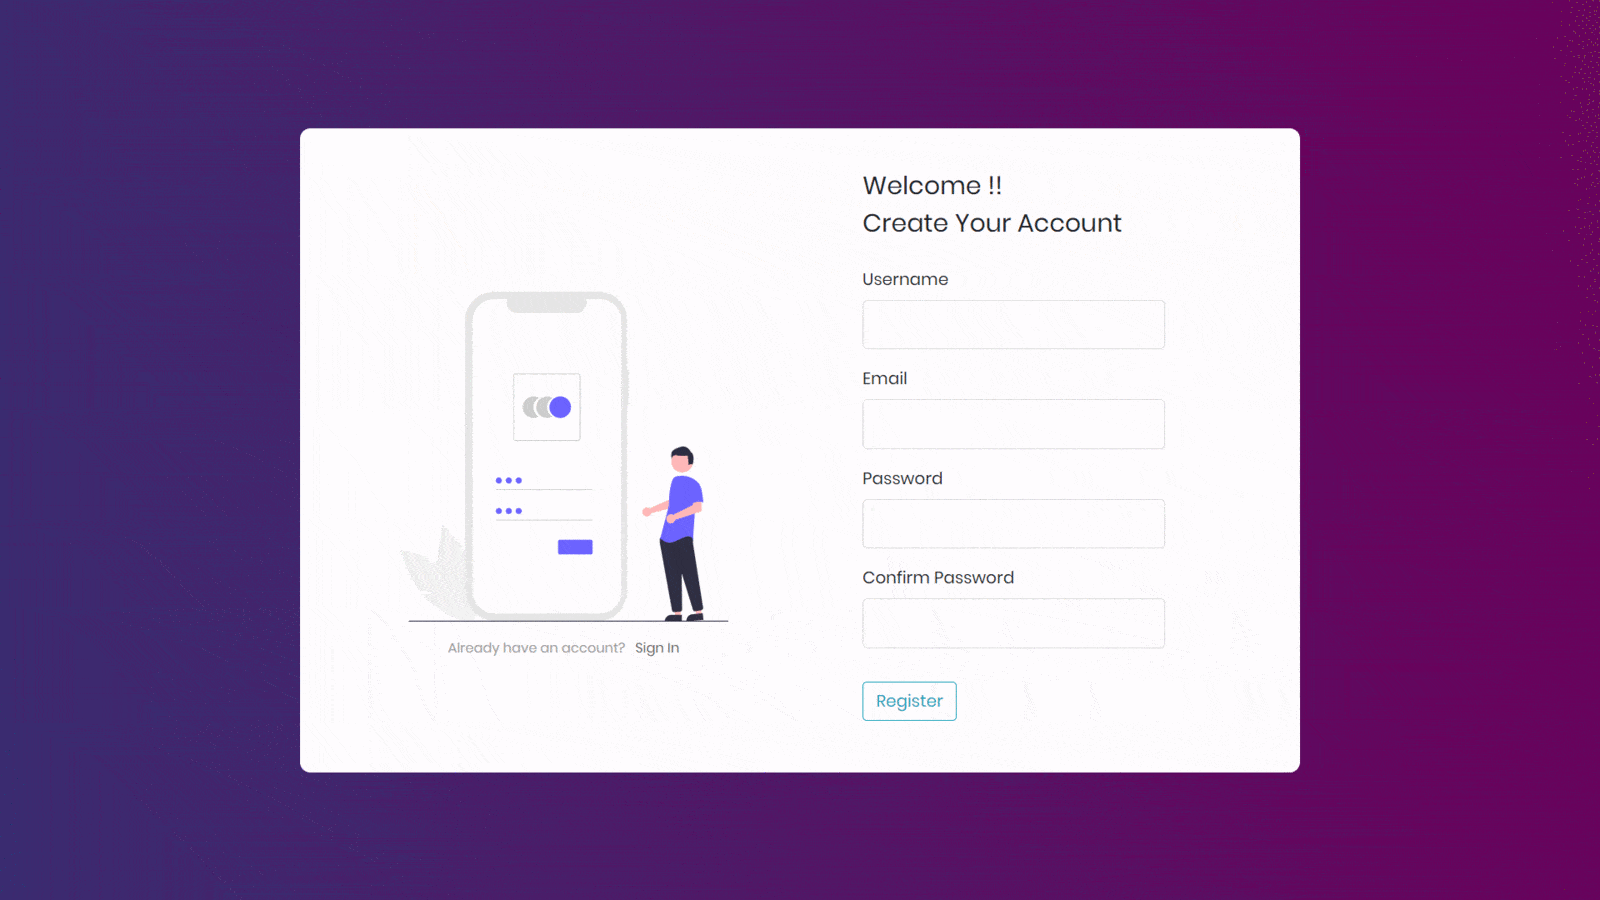 Welcome !!
Create Your Account
Username
Email
Password
Confirm Password
Register
Already have an account? Sign In